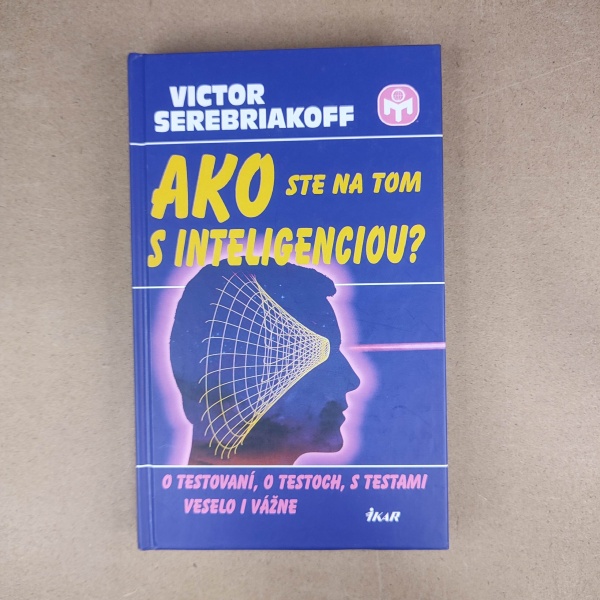 VICTOR
SEREBRIAKOFF
AKO STE NA TOM
S INTELIGENCIOU?
O TESTOVANÍ, O TESTOCH, S TESTAMI
VESELO I VÁŽNE
IKAR